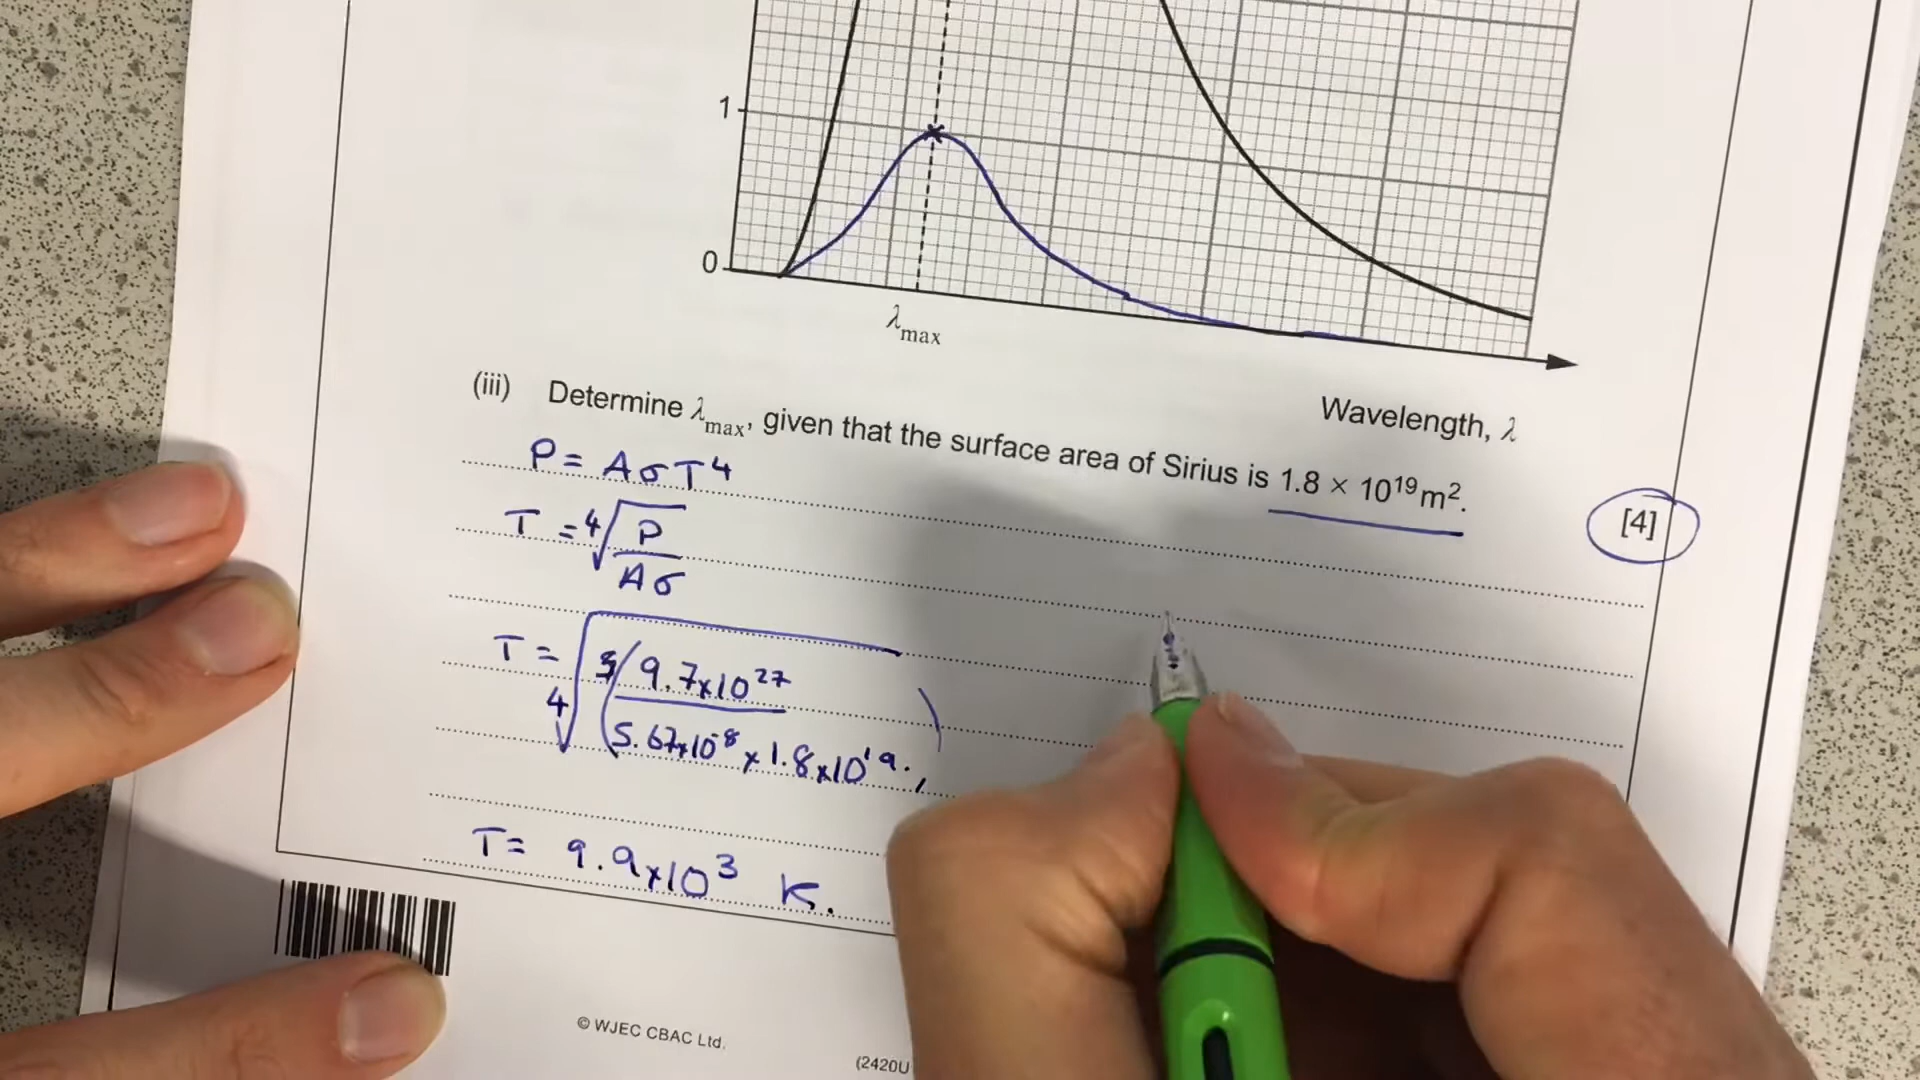 1
0
λmax
Wavelength, λ
(iii) Determine λmax, given that the surface area of Sirius is 1.8 × 10¹⁹ m².
[4]
P = AσT⁴
T = ⁴√(P / Aσ)
T = ⁴√(9.7×10²⁷ / 5.67×10⁻⁸ × 1.8×10¹⁹)
T = 9.9×10³ K.
© WJEC CBAC Ltd.
(2420U